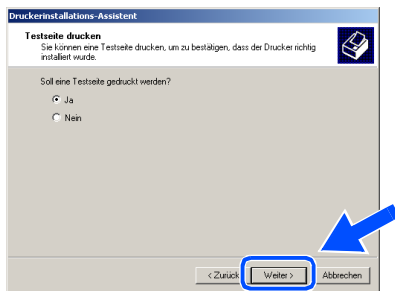 Druckerinstallations-Assistent
Testseite drucken
Sie können eine Testseite drucken, um zu bestätigen, dass der Drucker richtig
installiert wurde.
Soll eine Testseite gedruckt werden?
Ja
Nein
< Zurück Weiter > Abbrechen